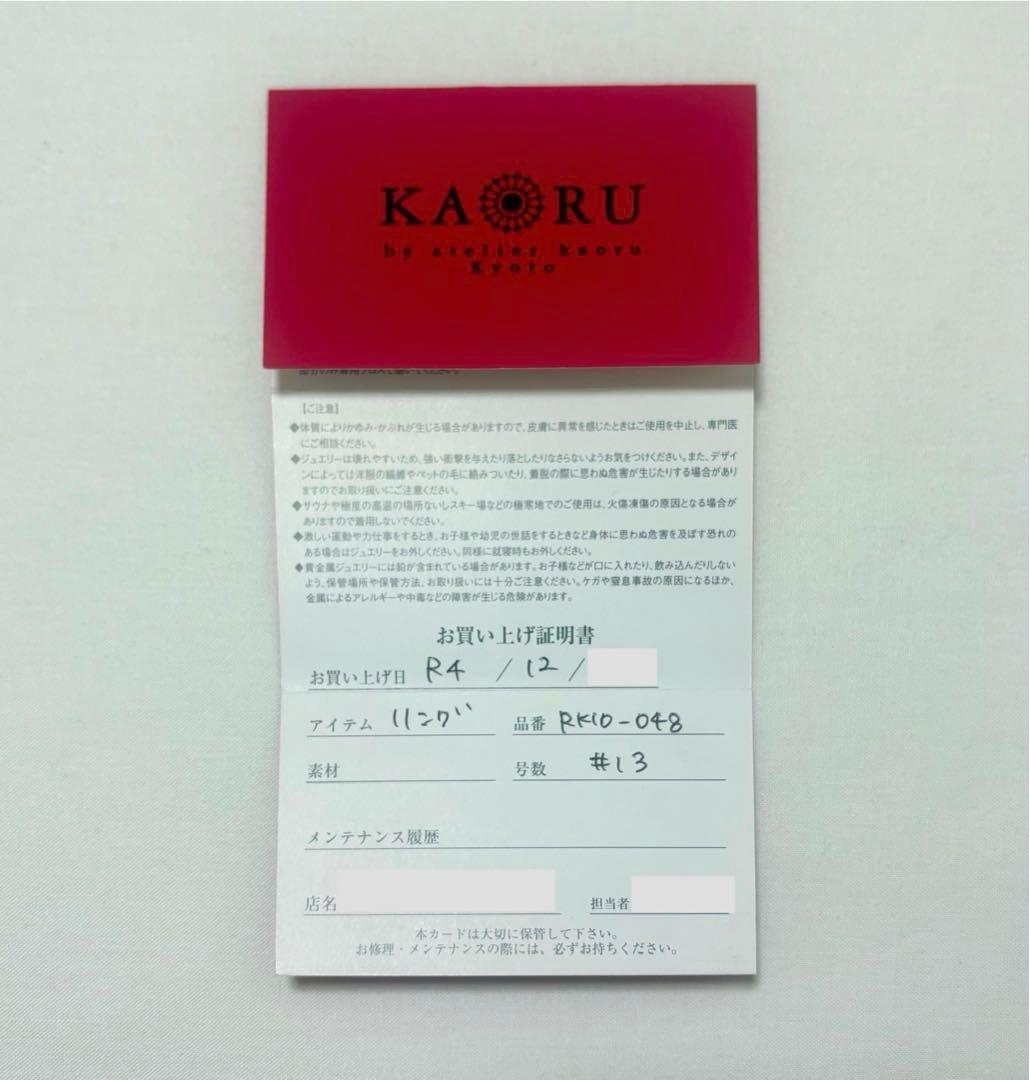 KAORU
by atelier kaoru
Kyoto
【ご注意】
◆体質によりかゆみ・かぶれが生じる場合がありますので、皮膚に異常を感じたときはご使用を中止し、専門医
にご相談ください。
◆ジュエリーは壊れやすいため、強い衝撃を与えたり落としたりなさらないようお気をつけください。また、デザイ
ンによっては洋服の繊維やペットの毛に絡みついたり、着脱の際に思わぬ危害が生じたりする場合があり
ますのでお取り扱いにご注意ください。
◆サウナや極度の高温の場所ないしスキー場などの極寒地でのご使用は、火傷凍傷の原因となる場合が
ありますので着用しないでください。
◆激しい運動や力仕事をするとき、お子様や幼児の世話をするときなど身体に思わぬ危害を及ぼす恐れの
ある場合はジュエリーをお外しください。同様に就寝時もお外しください。
◆貴金属ジュエリーには鉛が含まれている場合があります。お子様などが口に入れたり、飲み込んだりしない
よう、保管場所や保管方法、お取り扱いには十分ご注意ください。ケガや窒息事故の原因になるほか、
金属によるアレルギーや中毒などの障害が生じる危険があります。
お買い上げ証明書
お買い上げ日 R4 / 12 /
アイテム リング 品番 RK10-048
素材 号数 #13
メンテナンス履歴
店名 担当者
本カードは大切に保管して下さい。
お修理・メンテナンスの際には、必ずお持ちください。